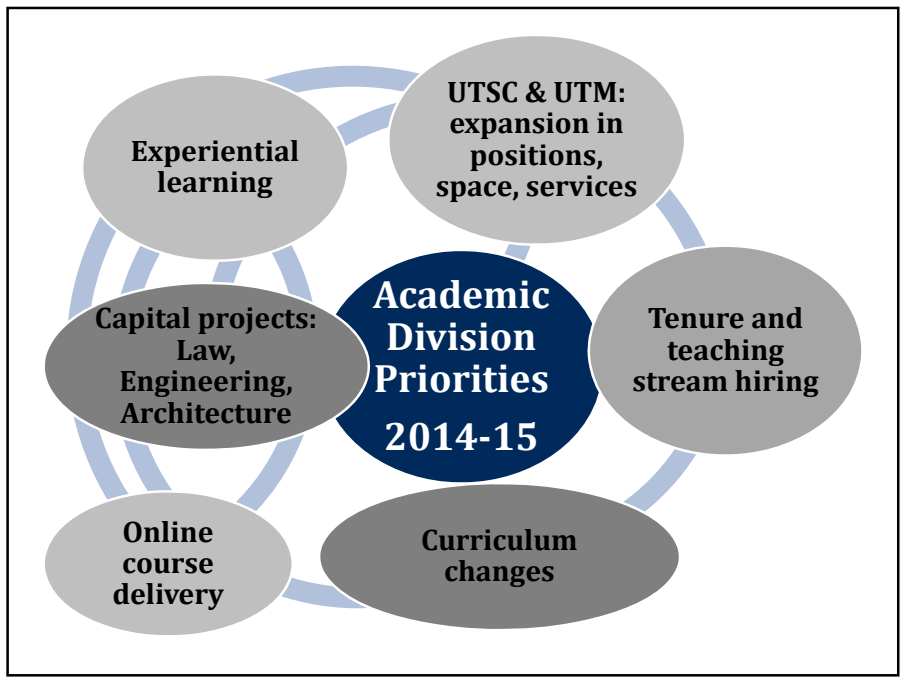 UTSC & UTM:
expansion in
positions,
space, services
Experiential
learning
Academic
Division
Priorities
2014-15
Capital projects:
Law,
Engineering,
Architecture
Tenure and
teaching
stream hiring
Online
course
delivery
Curriculum
changes